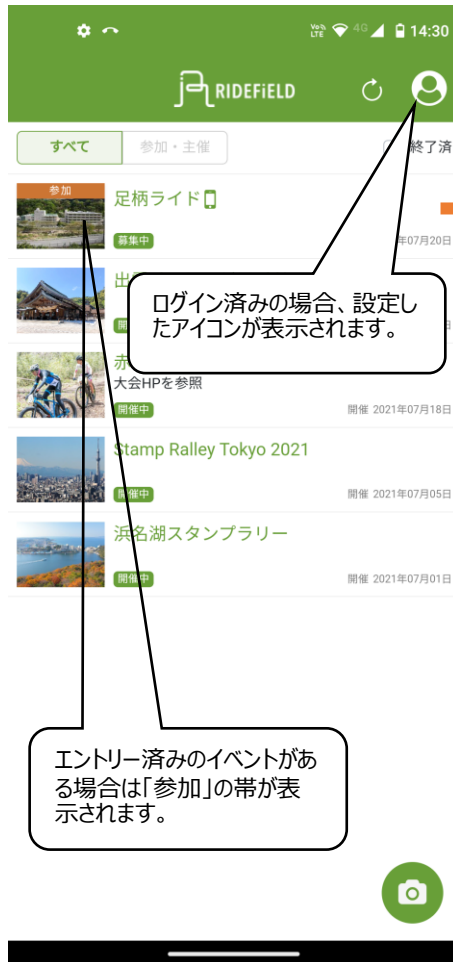 VoLTE 4G 14:30
RIDEFiELD
すべて 参加・主催 終了済
参加
足柄ライド
募集中 年07月20日
ログイン済みの場合、設定し
たアイコンが表示されます。
大会HPを参照
開催中 開催 2021年07月18日
Stamp Ralley Tokyo 2021
開催中 開催 2021年07月05日
浜名湖スタンプラリー
開催中 開催 2021年07月01日
エントリー済みのイベントがあ
る場合は「参加」の帯が表
示されます。